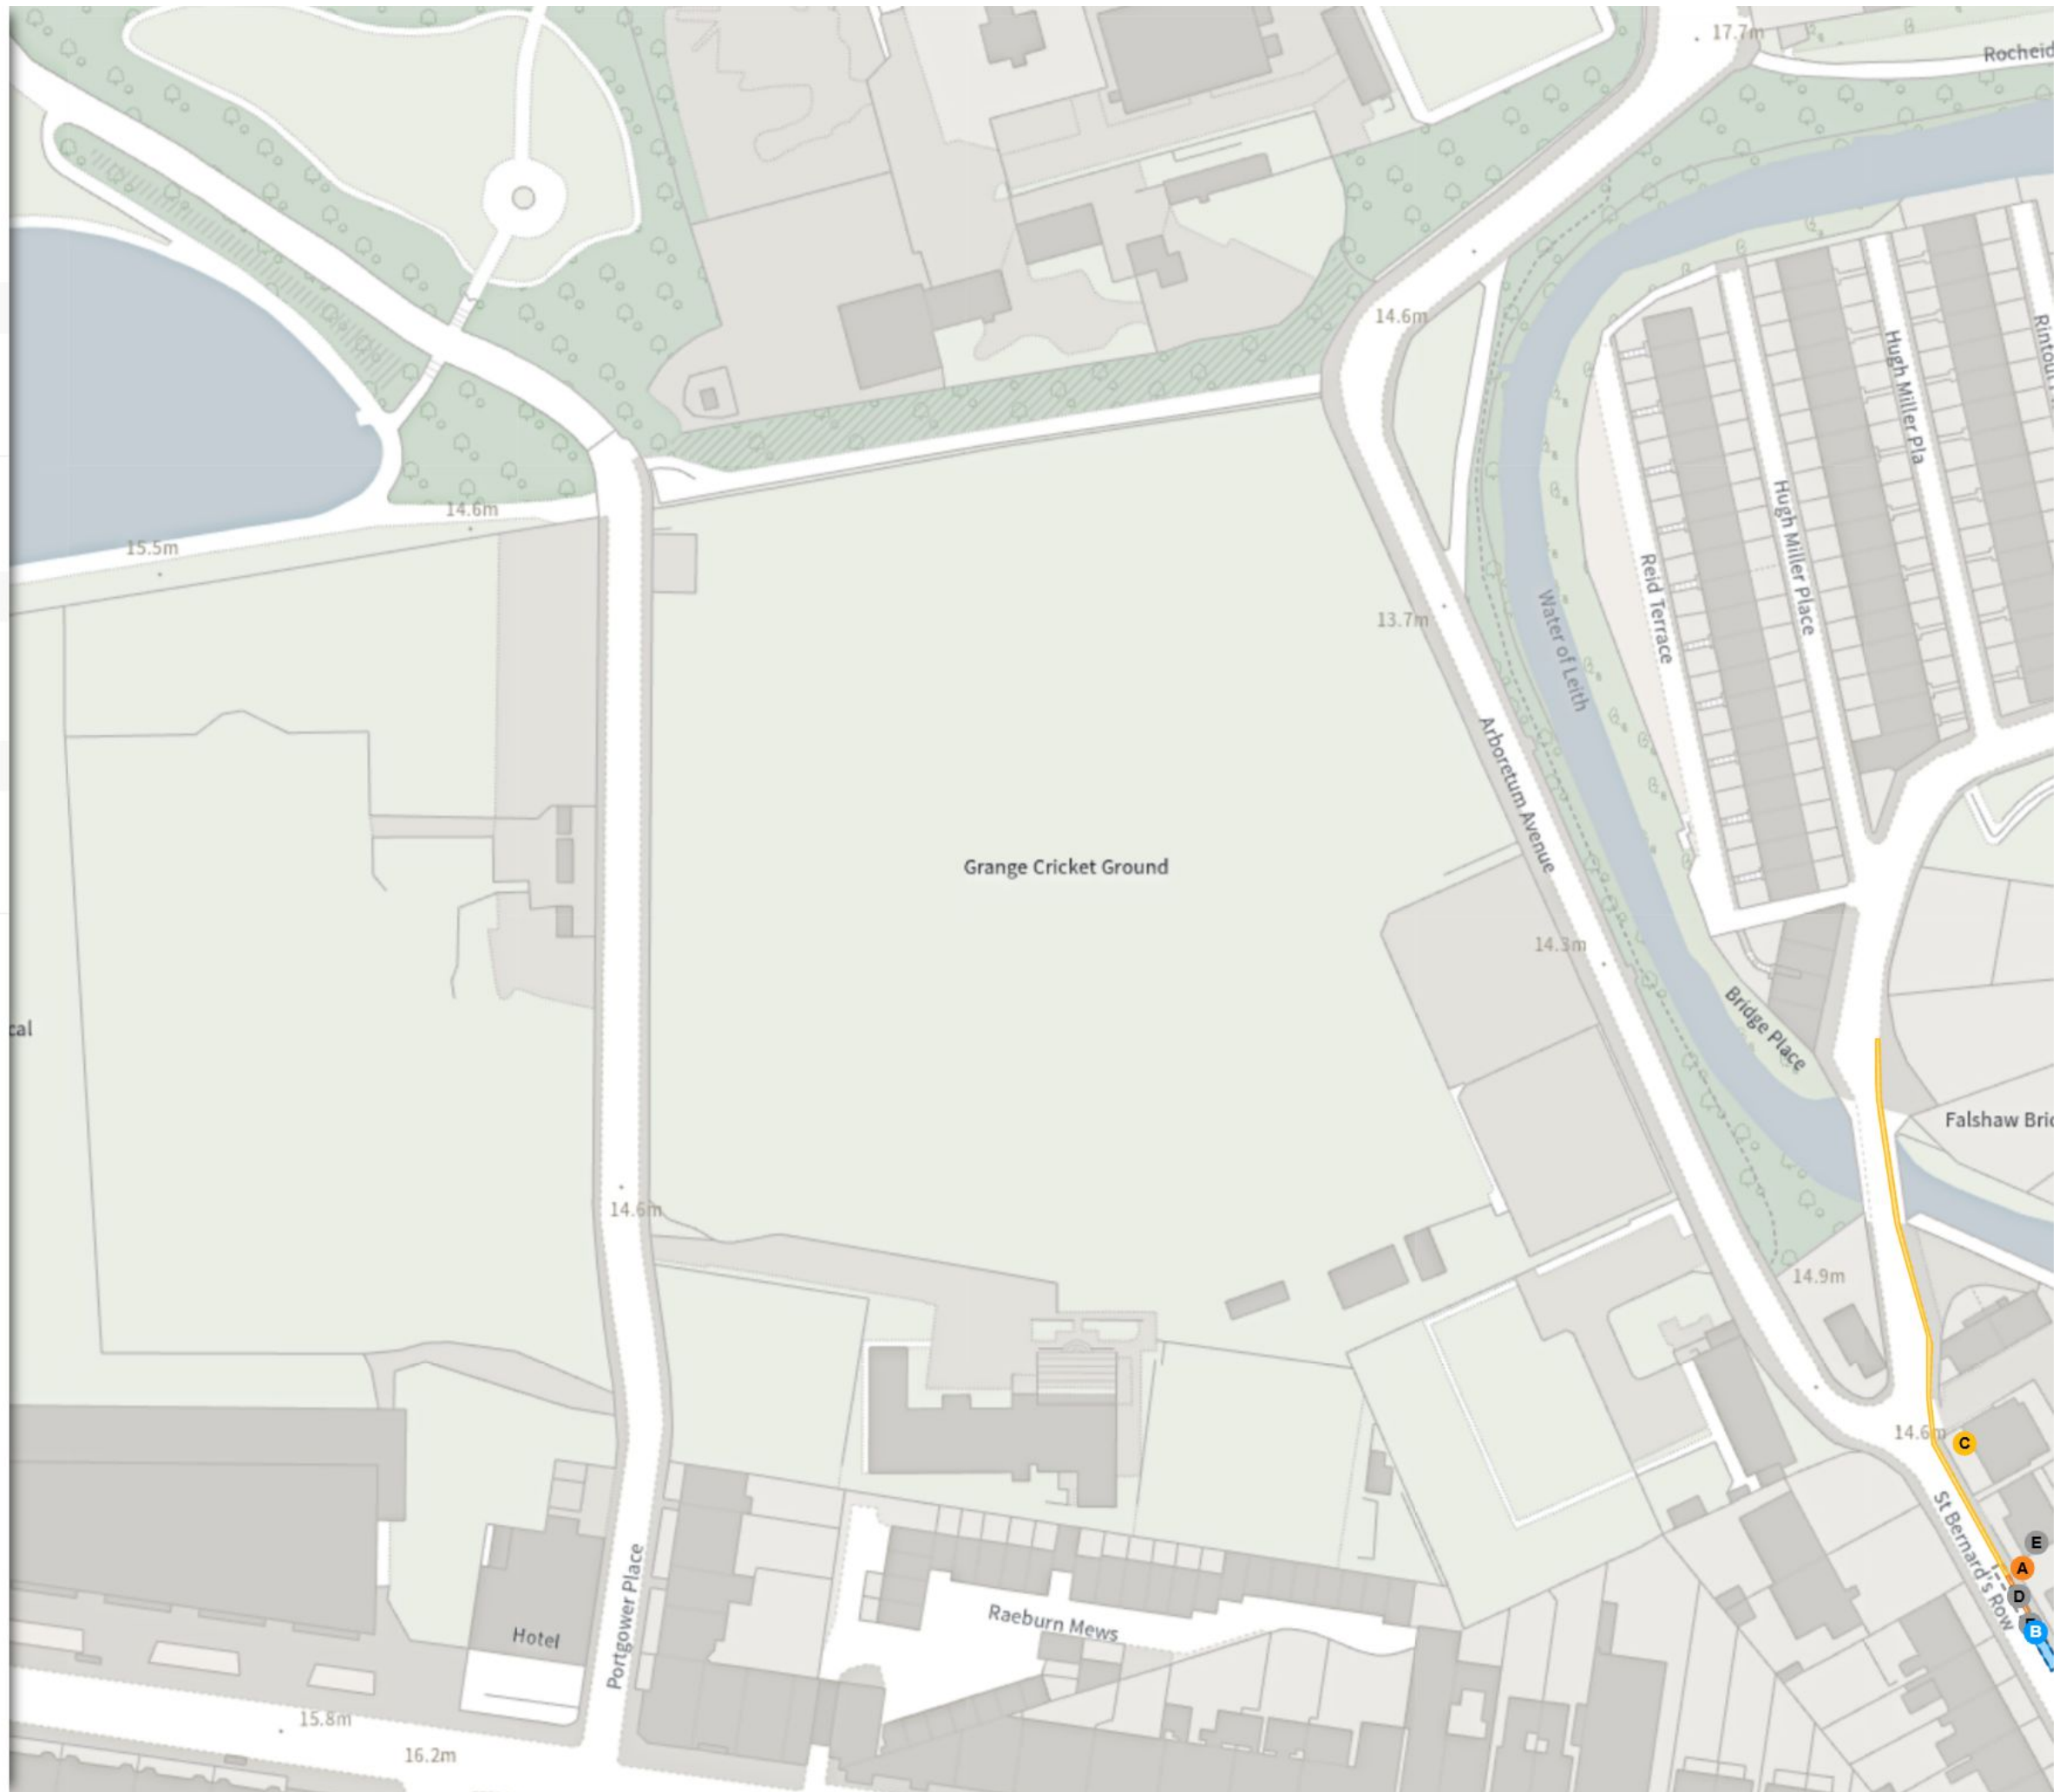 17.7m
Rocheid
14.6m
Hugh Miller Pla
14.6m
15.5m
Hugh Miller Place
Reid Terrace
13.7m
Water of Leith
Arboretum Avenue
Grange Cricket Ground
14.3m
Bridge Place
cal
Falshaw Bri
14.6m
14.9m
14.6m
C
St Bernard's Row
E
A
D
B
Portgower Place
Raeburn Mews
Hotel
15.8m
16.2m